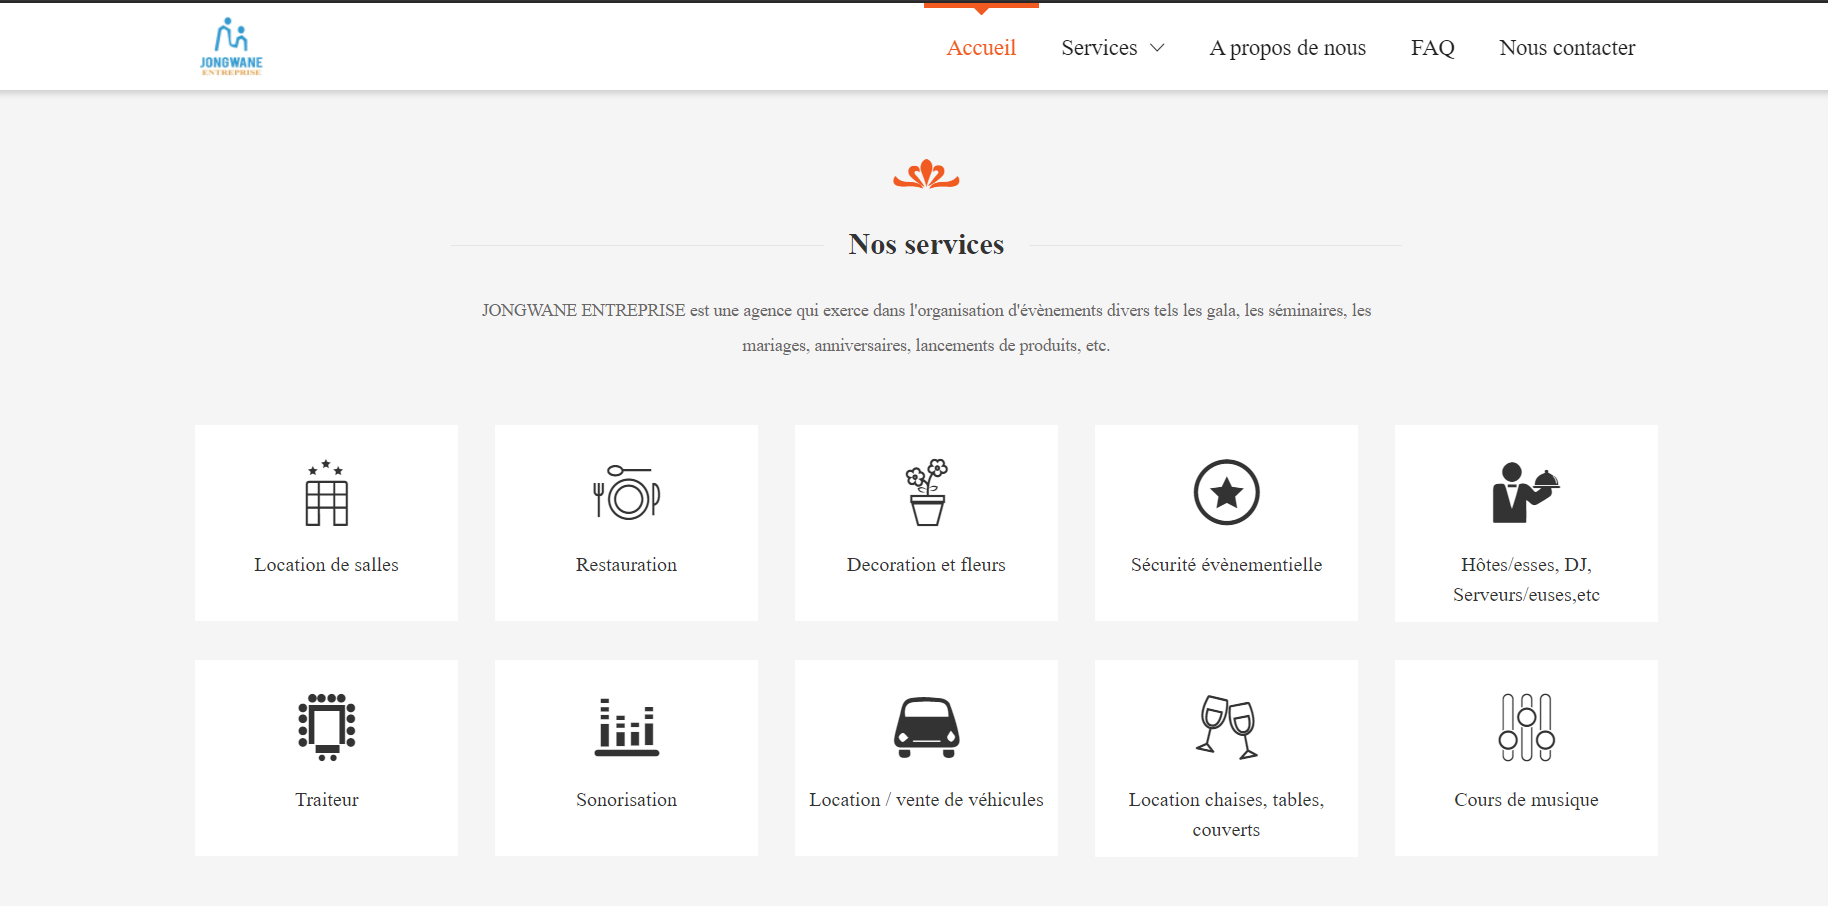 JONGWANE
ENTREPRISE
Accueil
Services
A propos de nous
FAQ
Nous contacter
Nos services
JONGWANE ENTREPRISE est une agence qui exerce dans l'organisation d'évènements divers tels les gala, les séminaires, les
mariages, anniversaires, lancements de produits, etc.
Location de salles
Restauration
Decoration et fleurs
Sécurité évènementielle
Hôtes/esses, DJ,
Serveurs/euses,etc
Traiteur
Sonorisation
Location / vente de véhicules
Location chaises, tables,
couverts
Cours de musique